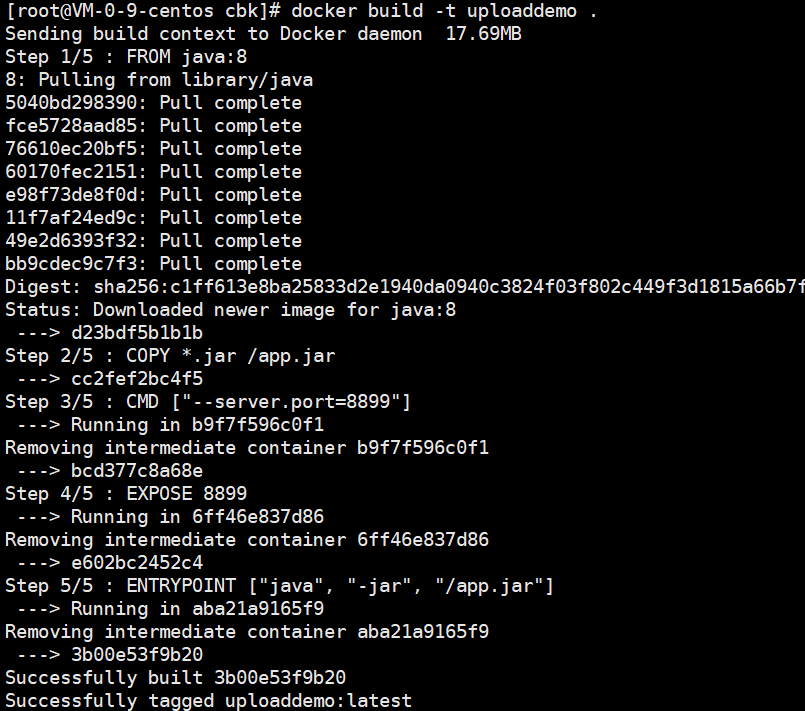 [root@VM-0-9-centos cbk]# docker build -t uploaddemo .
Sending build context to Docker daemon  17.69MB
Step 1/5 : FROM java:8
8: Pulling from library/java
5040bd298390: Pull complete
fce5728aad85: Pull complete
76610ec20bf5: Pull complete
60170fec2151: Pull complete
e98f73de8f0d: Pull complete
11f7af24ed9c: Pull complete
49e2d6393f32: Pull complete
bb9cdec9c7f3: Pull complete
Digest: sha256:c1ff613e8ba25833d2e1940da0940c3824f03f802c449f3d1815a66b7f
Status: Downloaded newer image for java:8
 ---> d23bdf5b1b1b
Step 2/5 : COPY *.jar /app.jar
 ---> cc2fef2bc4f5
Step 3/5 : CMD ["--server.port=8899"]
 ---> Running in b9f7f596c0f1
Removing intermediate container b9f7f596c0f1
 ---> bcd377c8a68e
Step 4/5 : EXPOSE 8899
 ---> Running in 6ff46e837d86
Removing intermediate container 6ff46e837d86
 ---> e602bc2452c4
Step 5/5 : ENTRYPOINT ["java", "-jar", "/app.jar"]
 ---> Running in aba21a9165f9
Removing intermediate container aba21a9165f9
 ---> 3b00e53f9b20
Successfully built 3b00e53f9b20
Successfully tagged uploaddemo:latest